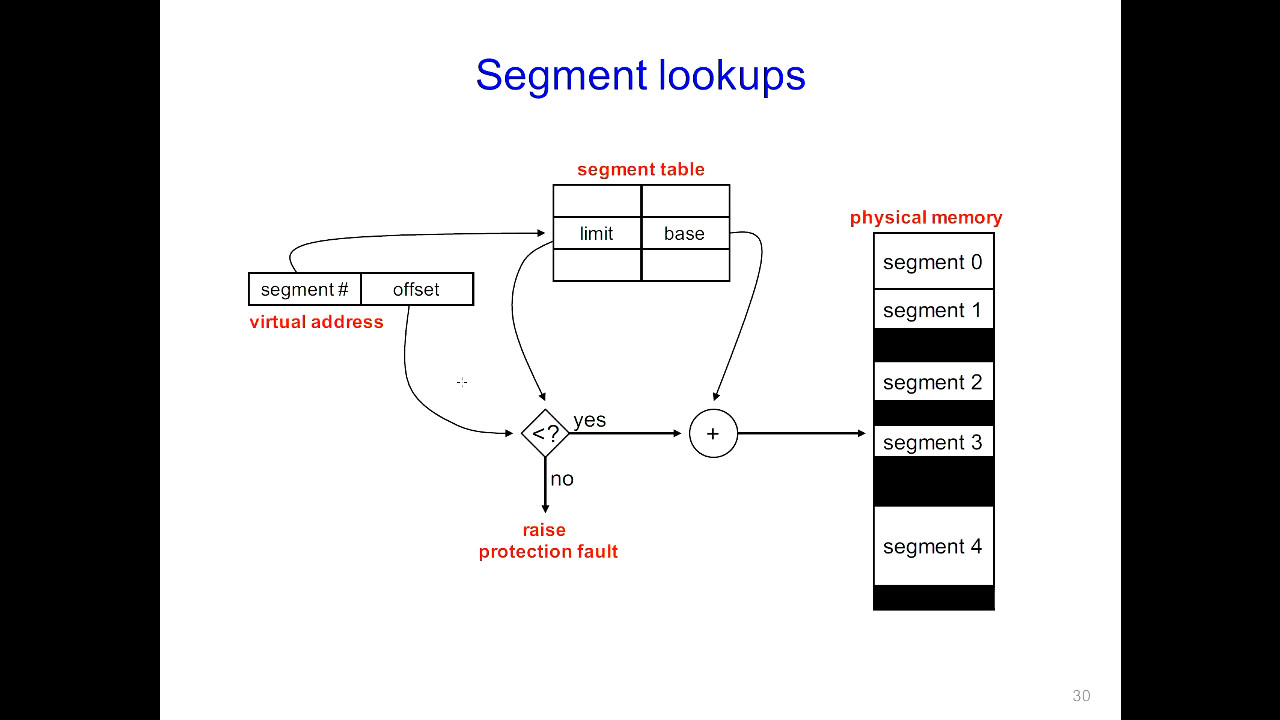 Segment lookups
segment table
limit
base
physical memory
segment 0
segment 1
segment 2
segment 3
segment 4
segment #
offset
virtual address
<?
yes
+
no
raise
protection fault
30